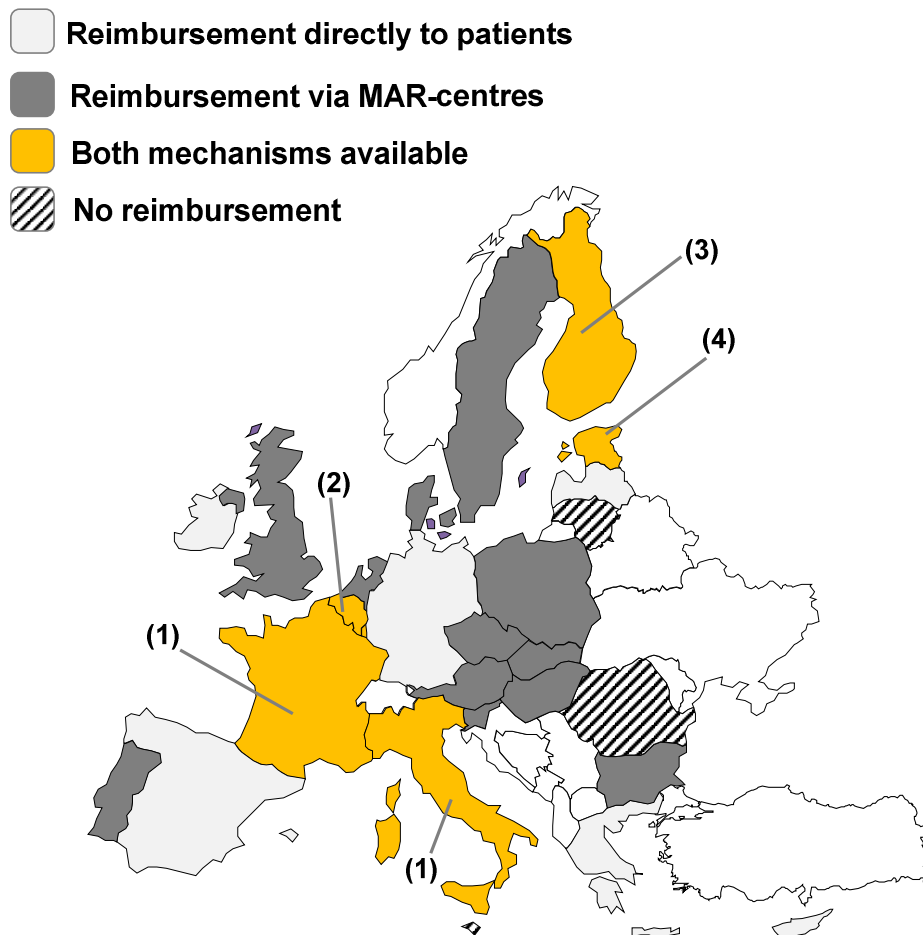 Reimbursement directly to patients
Reimbursement via MAR-centres
Both mechanisms available
No reimbursement
(3)
(4)
(2)
(1)
(1)